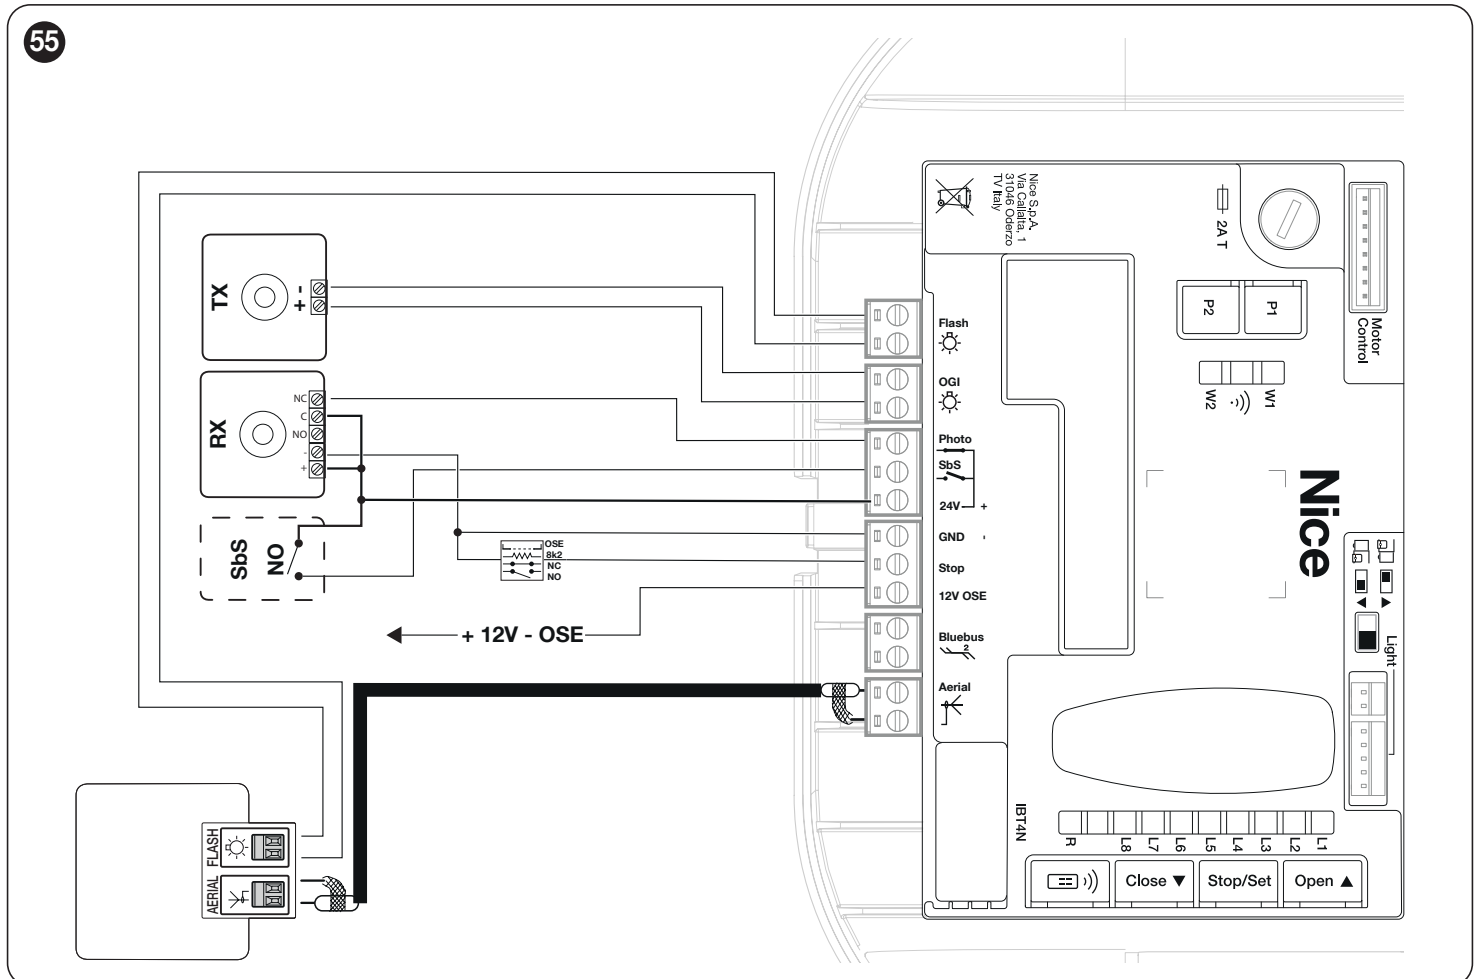 55
Nice S.p.A.
Via Callalta, 1
31046 Oderzo
TV Italy
2A T
Motor
Control
P2
P1
W2
W1
TX
-
+
RX
NC
C
NO
-
+
SbS
NO
OSE
8k2
NC
NO
+ 12V - OSE
Flash
OGI
Photo
SbS
24V +
GND -
Stop
12V OSE
Bluebus
2
Aerial
Nice
Light
IBT4N
R
L8
L7
L6
L5
L4
L3
L2
L1
Close ▼
Stop/Set
Open ▲
FLASH
AERIAL